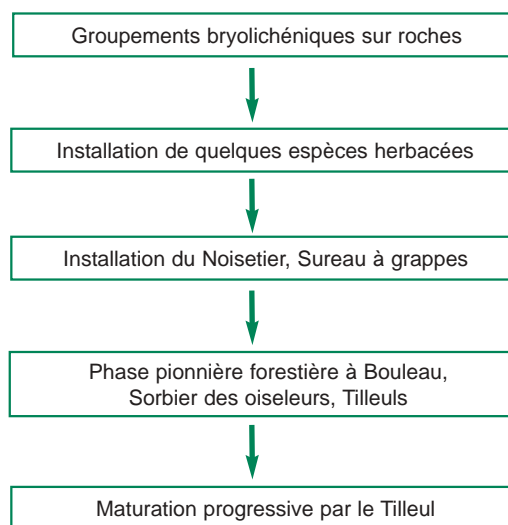 Groupements bryolichéniques sur roches
Installation de quelques espèces herbacées
Installation du Noisetier, Sureau à grappes
Phase pionnière forestière à Bouleau,
Sorbier des oiseleurs, Tilleuls
Maturation progressive par le Tilleul